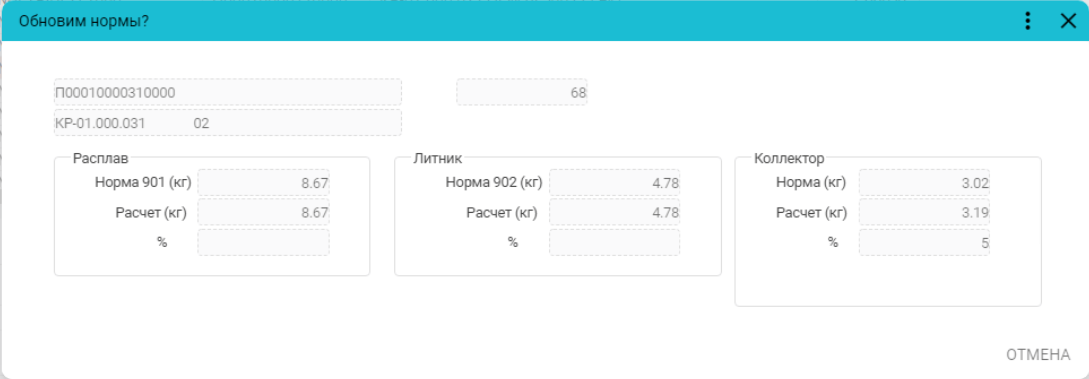 Обновим нормы?
П00010000310000 68
КР-01.000.031 02
Расплав Литник Коллектор
Норма 901 (кг) 8.67 Норма 902 (кг) 4.78 Норма (кг) 3.02
Расчет (кг) 8.67 Расчет (кг) 4.78 Расчет (кг) 3.19
% % % 5
ОТМЕНА